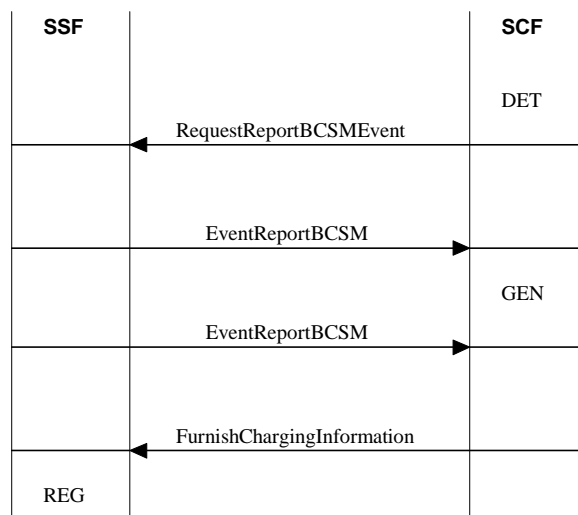 SSF
SCF
DET
RequestReportBCSMEvent
EventReportBCSM
GEN
EventReportBCSM
FurnishChargingInformation
REG